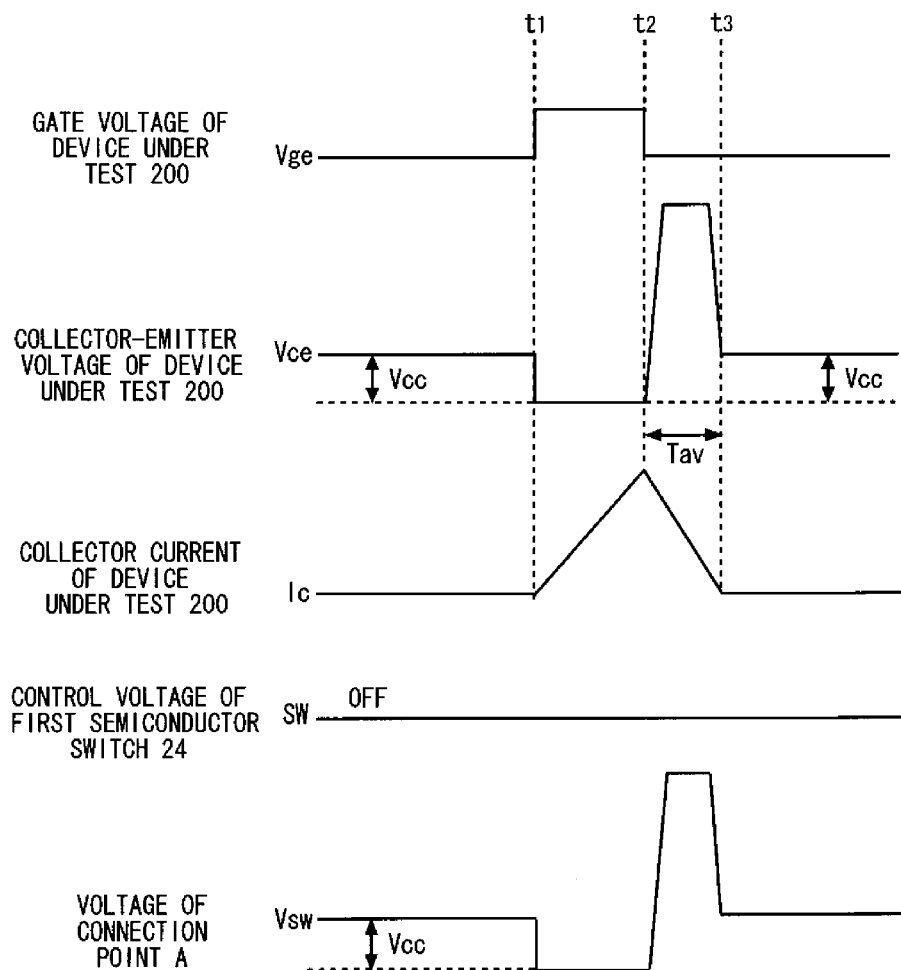 t1 t2 t3
GATE VOLTAGE OF
DEVICE UNDER
TEST 200
Vge
COLLECTOR-EMITTER
VOLTAGE OF DEVICE
UNDER TEST 200
Vce
Vcc
Vcc
Tav
COLLECTOR CURRENT
OF DEVICE
UNDER TEST 200
Ic
CONTROL VOLTAGE OF
FIRST SEMICONDUCTOR
SWITCH 24
SW
OFF
VOLTAGE OF
CONNECTION
POINT A
Vsw
Vcc